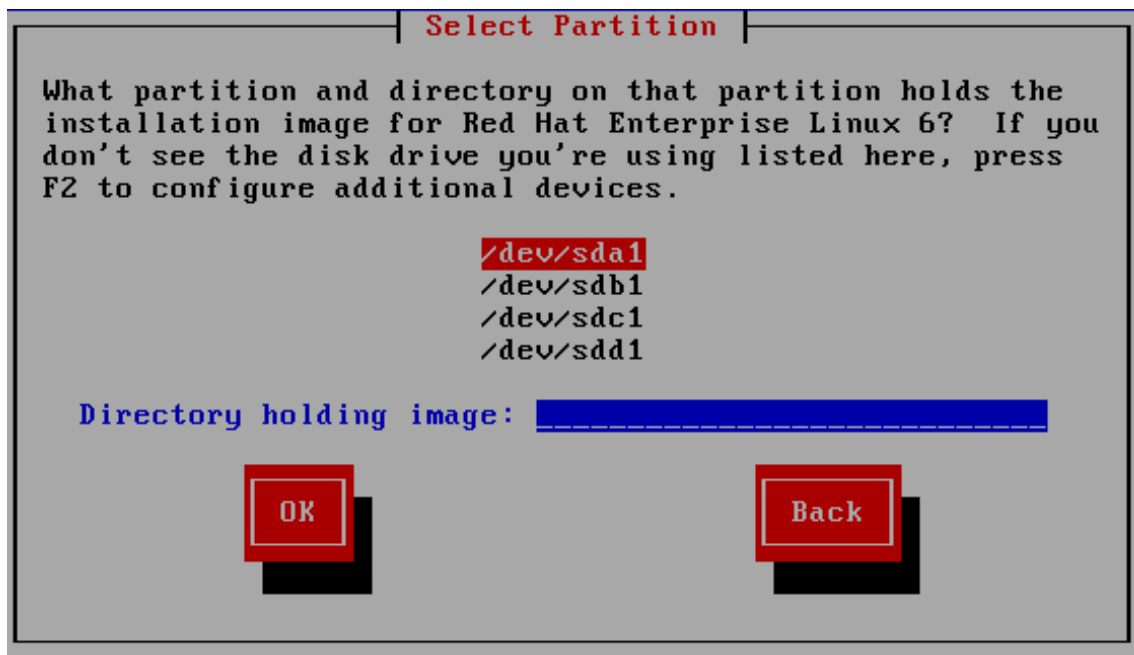 Select Partition
What partition and directory on that partition holds the
installation image for Red Hat Enterprise Linux 6?  If you
don't see the disk drive you're using listed here, press
F2 to configure additional devices.
/dev/sda1
/dev/sdb1
/dev/sdc1
/dev/sdd1
Directory holding image: ____________________________
OK
Back